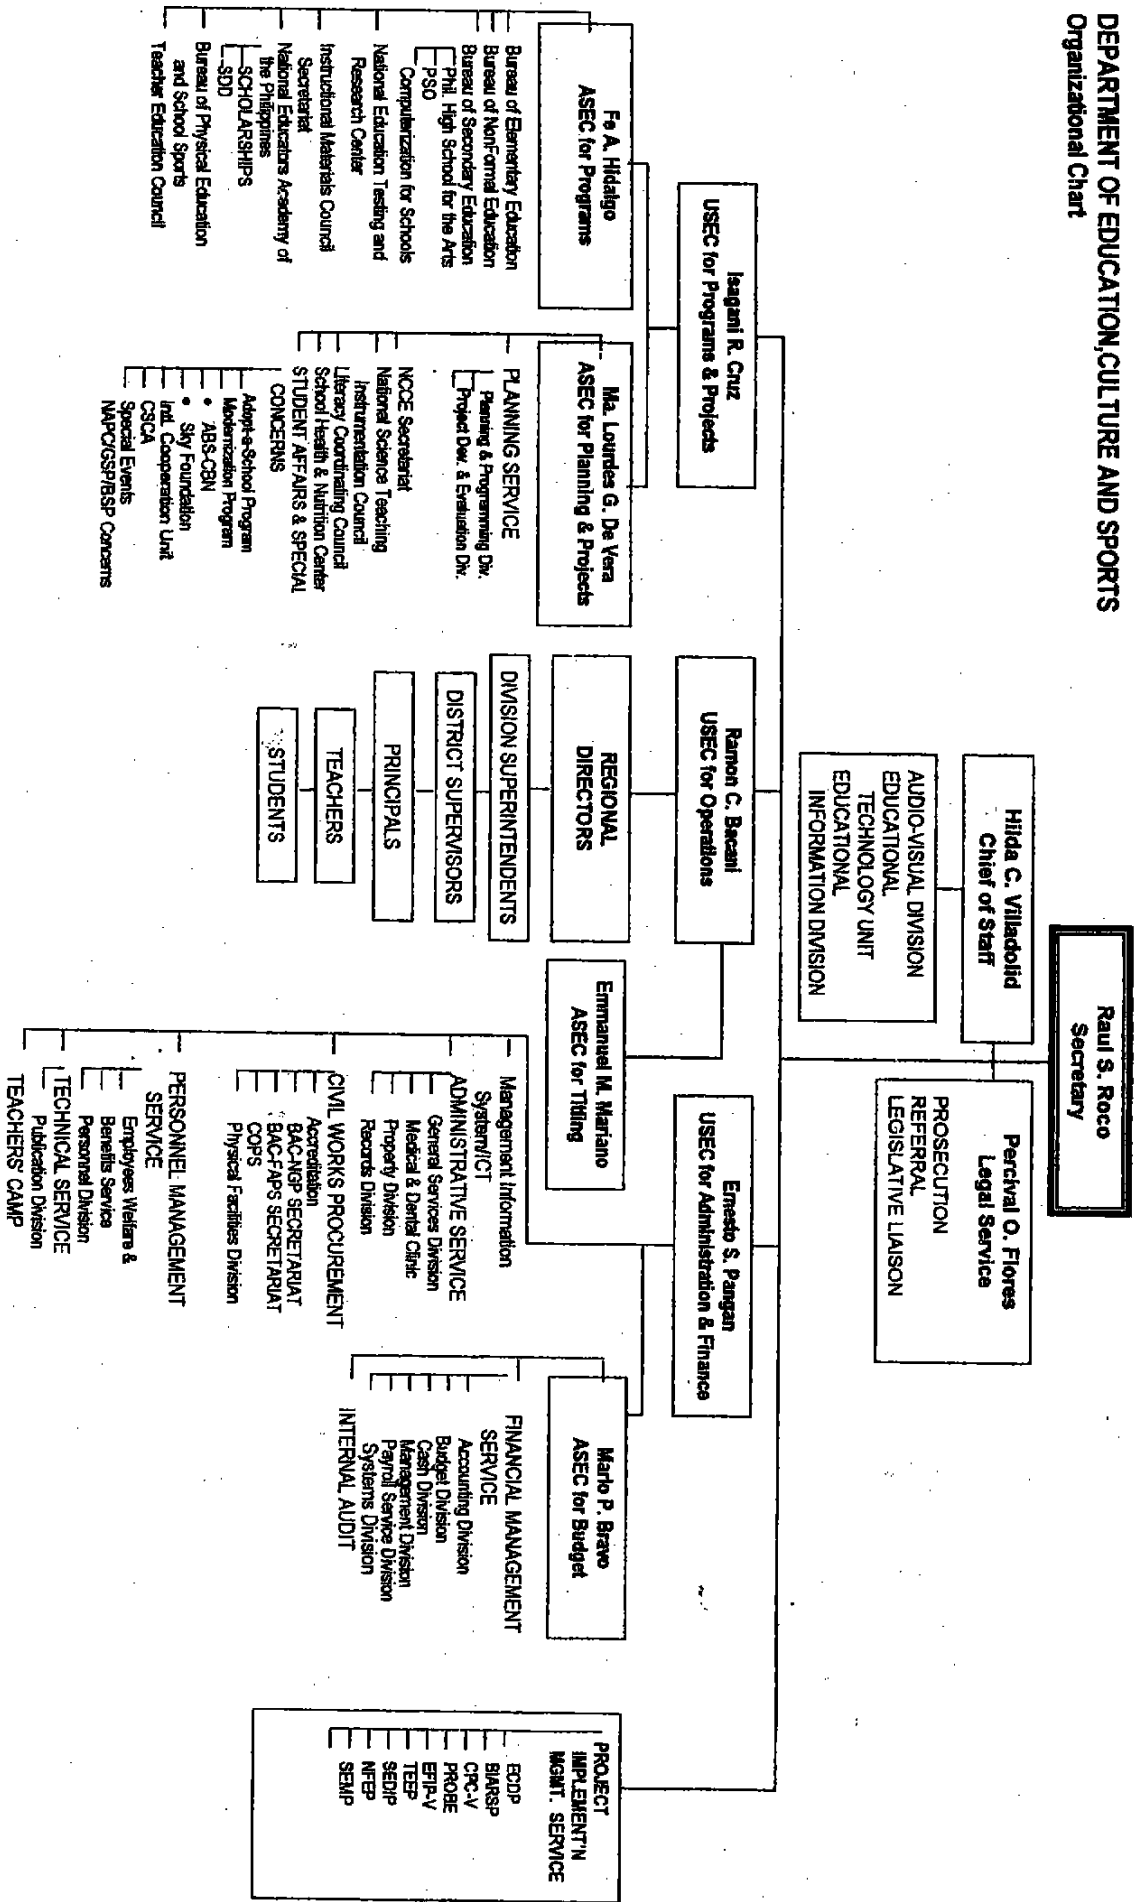 DEPARTMENT OF EDUCATION,CULTURE AND SPORTS
Organizational Chart
Raul S. Roco
Secretary
Hilda C. Villadolid
Chief of Staff
AUDIO-VISUAL DIVISION
EDUCATIONAL
TECHNOLOGY UNIT
EDUCATIONAL
INFORMATION DIVISION
Percival O. Flores
Legal Service
PROSECUTION
REFERRAL
LEGISLATIVE LIAISON
Isagani R. Cruz
USEC for Programs & Projects
Ramon C. Bacani
USEC for Operations
Ernesto S. Pangan
USEC for Administration & Finance
Fe A. Hidalgo
ASEC for Programs
Bureau of Elementary Education
Bureau of NonFormal Education
Bureau of Secondary Education
Phil. High School for the Arts
PSO
Computerization for Schools
National Education Testing and
Research Center
Instructional Materials Council
Secretariat
National Educators Academy of
the Philippines
SCHOLARSHIPS
SDD
Bureau of Physical Education
and School Sports
Teacher Education Council
Ma. Lourdes G. De Vera
ASEC for Planning & Projects
PLANNING SERVICE
Planning & Programming Div.
Project Dev. & Evaluation Div.
NCCE Secretariat
National Science Teaching
Instrumentation Council
Literacy Coordinating Council
School Health & Nutrition Center
STUDENT AFFAIRS & SPECIAL
CONCERNS
Adopt-a-School Program
Modernization Program
• ABS-CBN
• Sky Foundation
Intl. Cooperation Unit
CSCA
Special Events
NAPC/GSP/BSP Concerns
REGIONAL
DIRECTORS
DIVISION SUPERINTENDENTS
DISTRICT SUPERVISORS
PRINCIPALS
TEACHERS
STUDENTS
Emmanuel M. Mariano
ASEC for Titling
Management Information
System/ICT
ADMINISTRATIVE SERVICE
General Services Division
Medical & Dental Clinic
Property Division
Records Division
CIVIL WORKS PROCUREMENT
Accreditation
BAC-NGP SECRETARIAT
BAC-FAPS SECRETARIAT
COPS
Physical Facilities Division
PERSONNEL MANAGEMENT
SERVICE
Employees Welfare &
Benefits Service
Personnel Division
TECHNICAL SERVICE
Publication Division
TEACHERS' CAMP
Mario P. Bravo
ASEC for Budget
FINANCIAL MANAGEMENT
SERVICE
Accounting Division
Budget Division
Cash Division
Management Division
Payroll Service Division
Systems Division
INTERNAL AUDIT
PROJECT
IMPLEMENT'N
MGMT. SERVICE
ECDP
BIARSP
CPC-V
PROBE
EFIP-V
TEEP
SEDIP
NFEP
SEMP